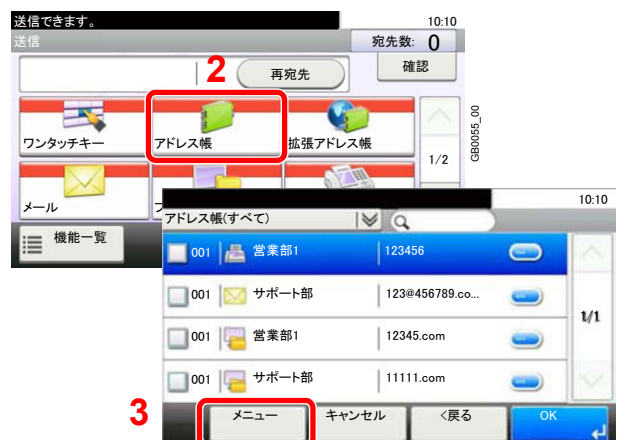 送信できます。 10:10
送信 宛先数: 0
2 再宛先 確認
ワンタッチキー アドレス帳 拡張アドレス帳 1/2
GB0055_00
メール フ
機能一覧
10:10
アドレス帳(すべて)
001 営業部1 123456
001 サポート部 123@456789.co...
1/1
001 営業部1 12345.com
001 サポート部 11111.com
3 メニュー キャンセル <戻る OK